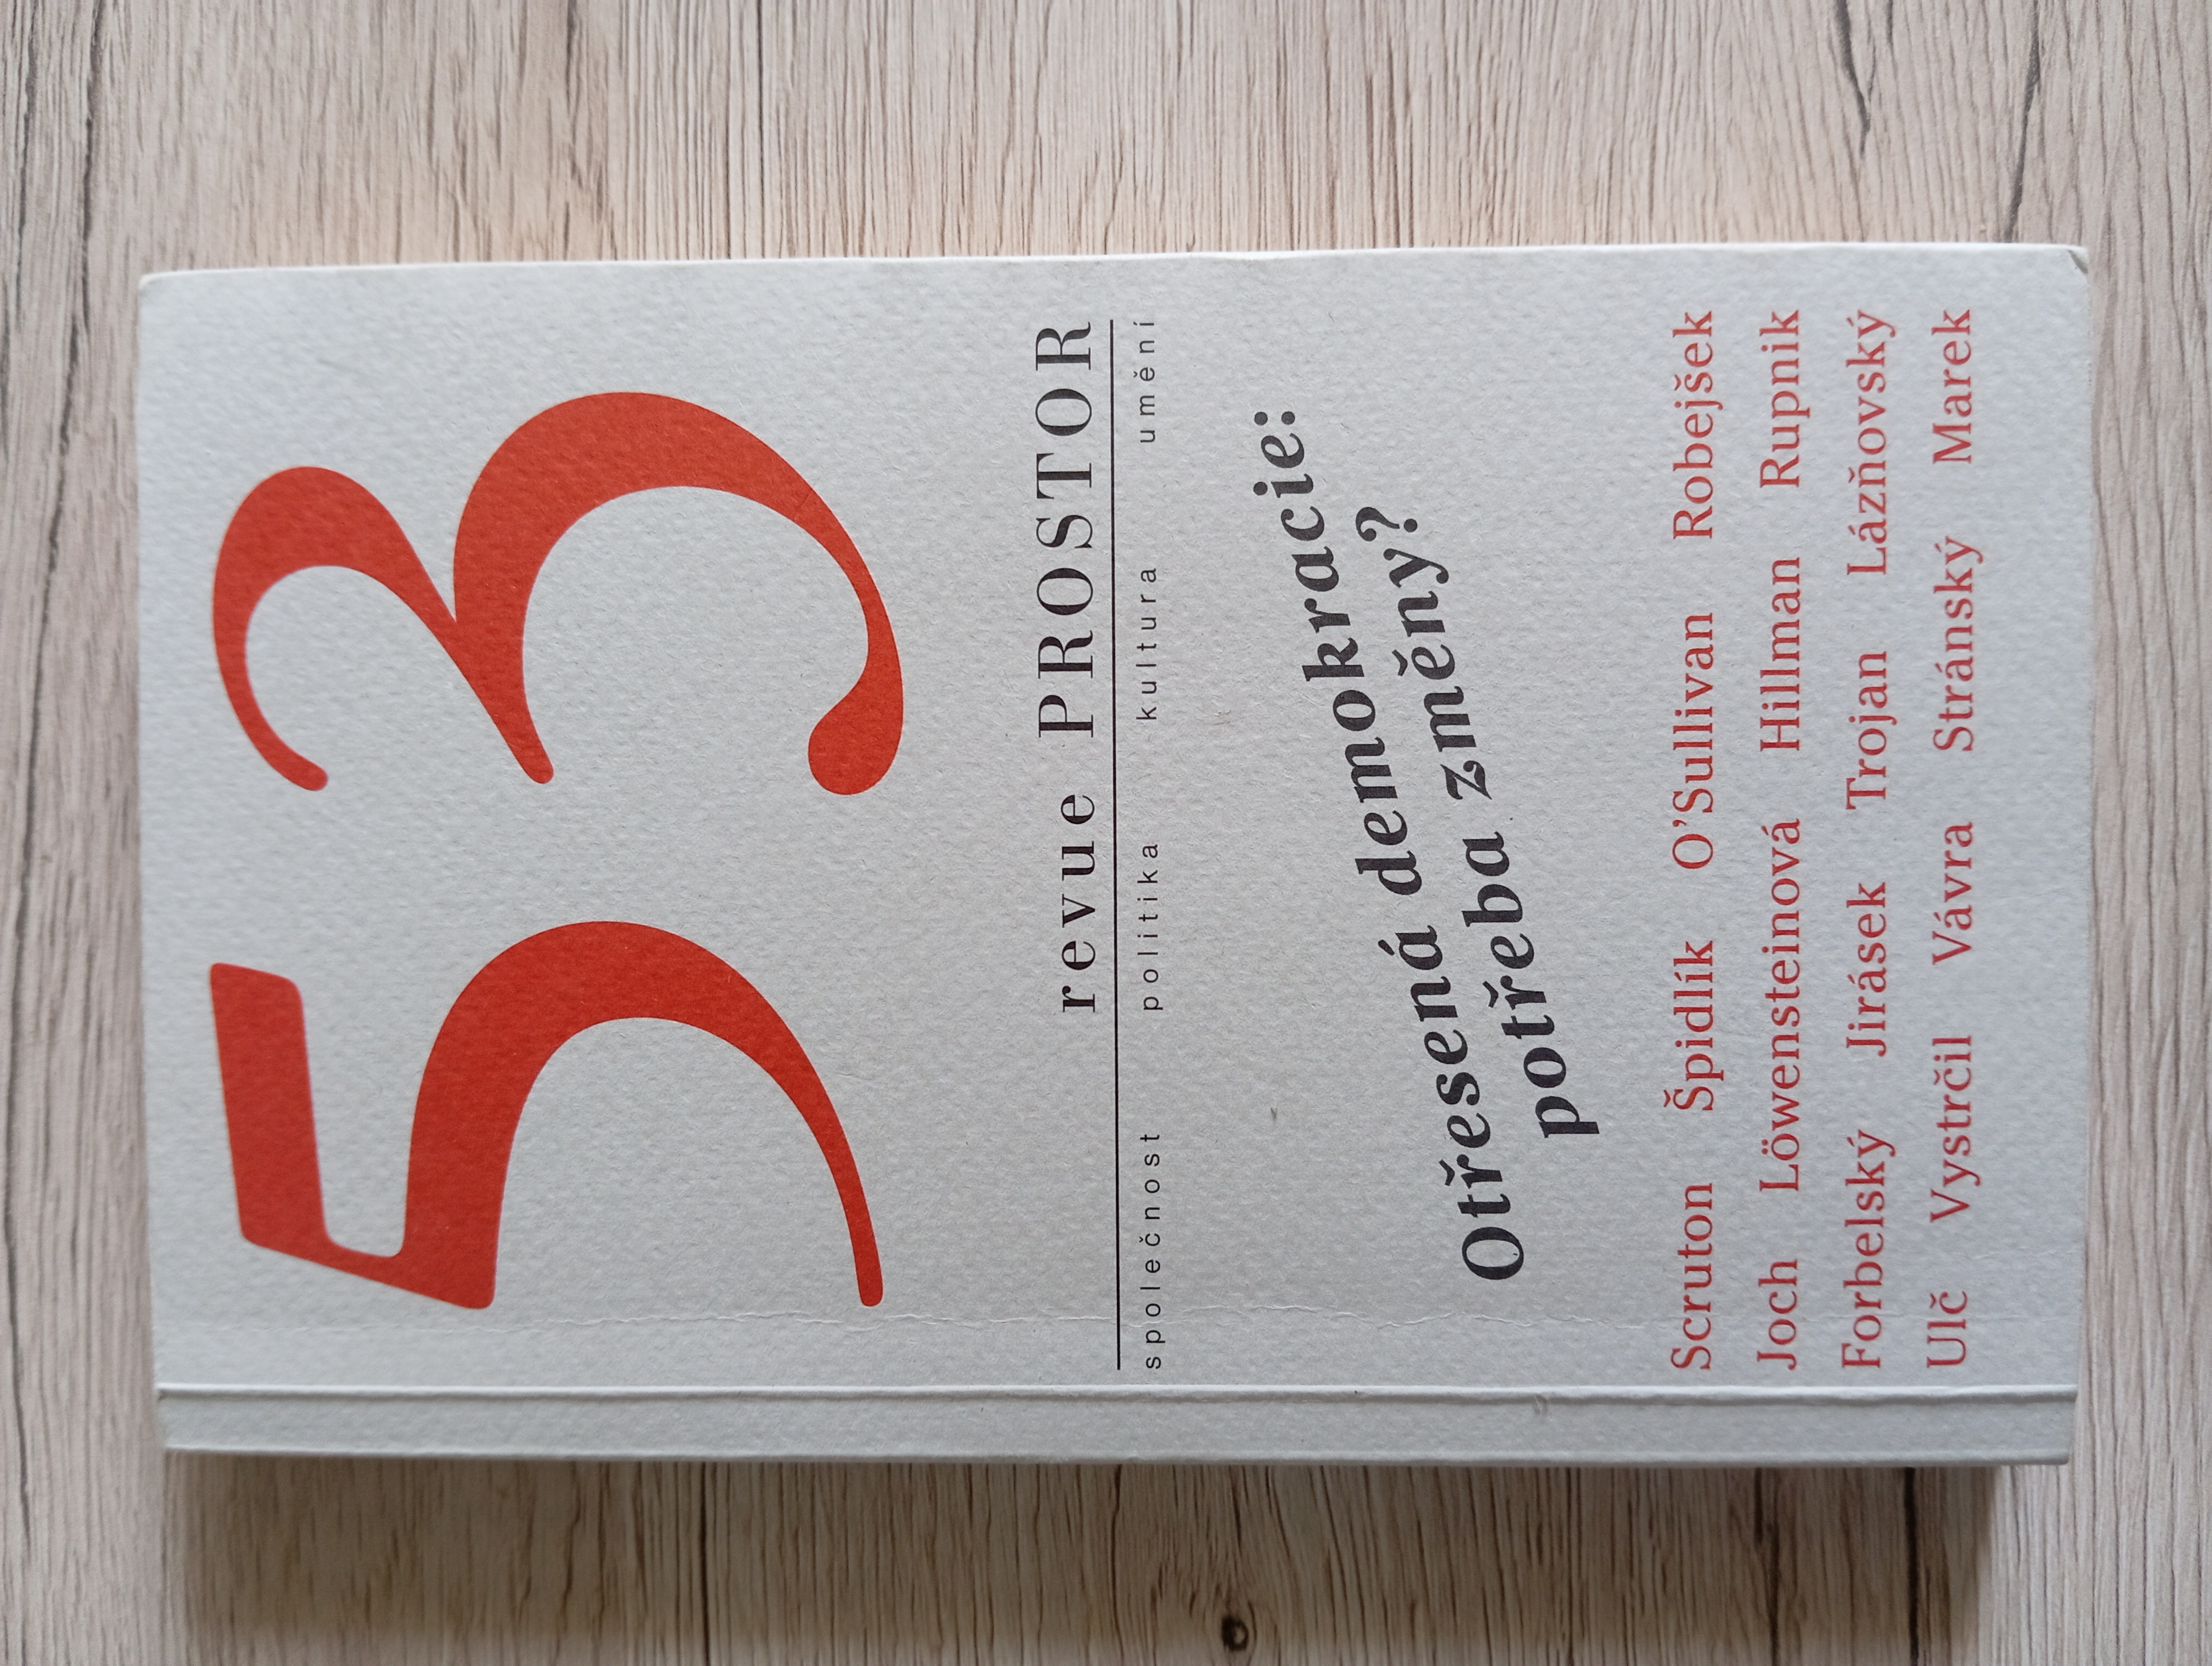 53
revue PROSTOR
společnost politika kultura umění
Otřesená demokracie:
potřeba změny?
Scruton Špidlík O’Sullivan Robejšek
Joch Löwensteinová Hillman Rupnik
Forbelský Jirásek Trojan Lázňovský
Ulč Vystrčil Vávra Stránský Marek